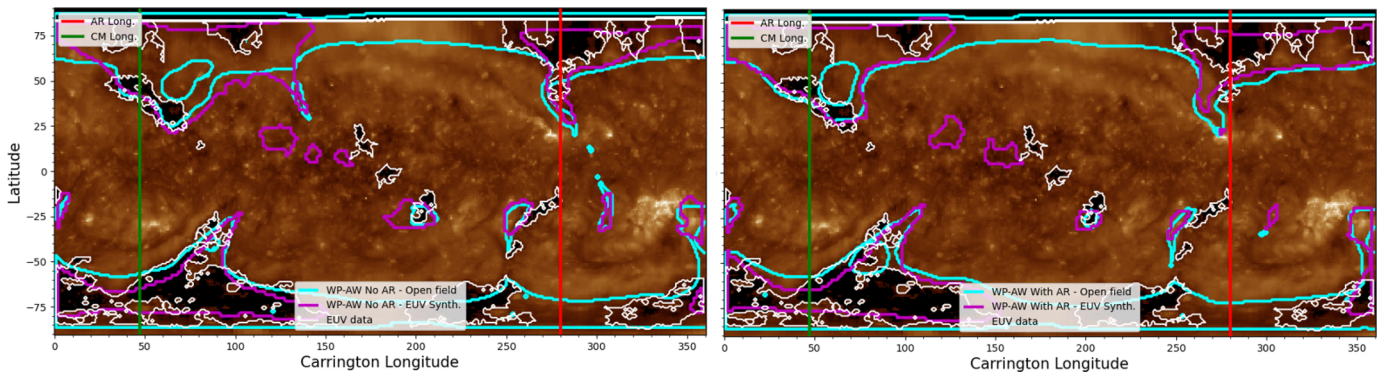 AR Long.
CM Long.
75
50
25
0
−25
−50
−75
Latitude
WP-AW No AR - Open field
WP-AW No AR - EUV Synth.
EUV data
0 50 100 150 200 250 300 350
Carrington Longitude
AR Long.
CM Long.
WP-AW With AR - Open field
WP-AW With AR - EUV Synth.
EUV data
0 50 100 150 200 250 300 350
Carrington Longitude